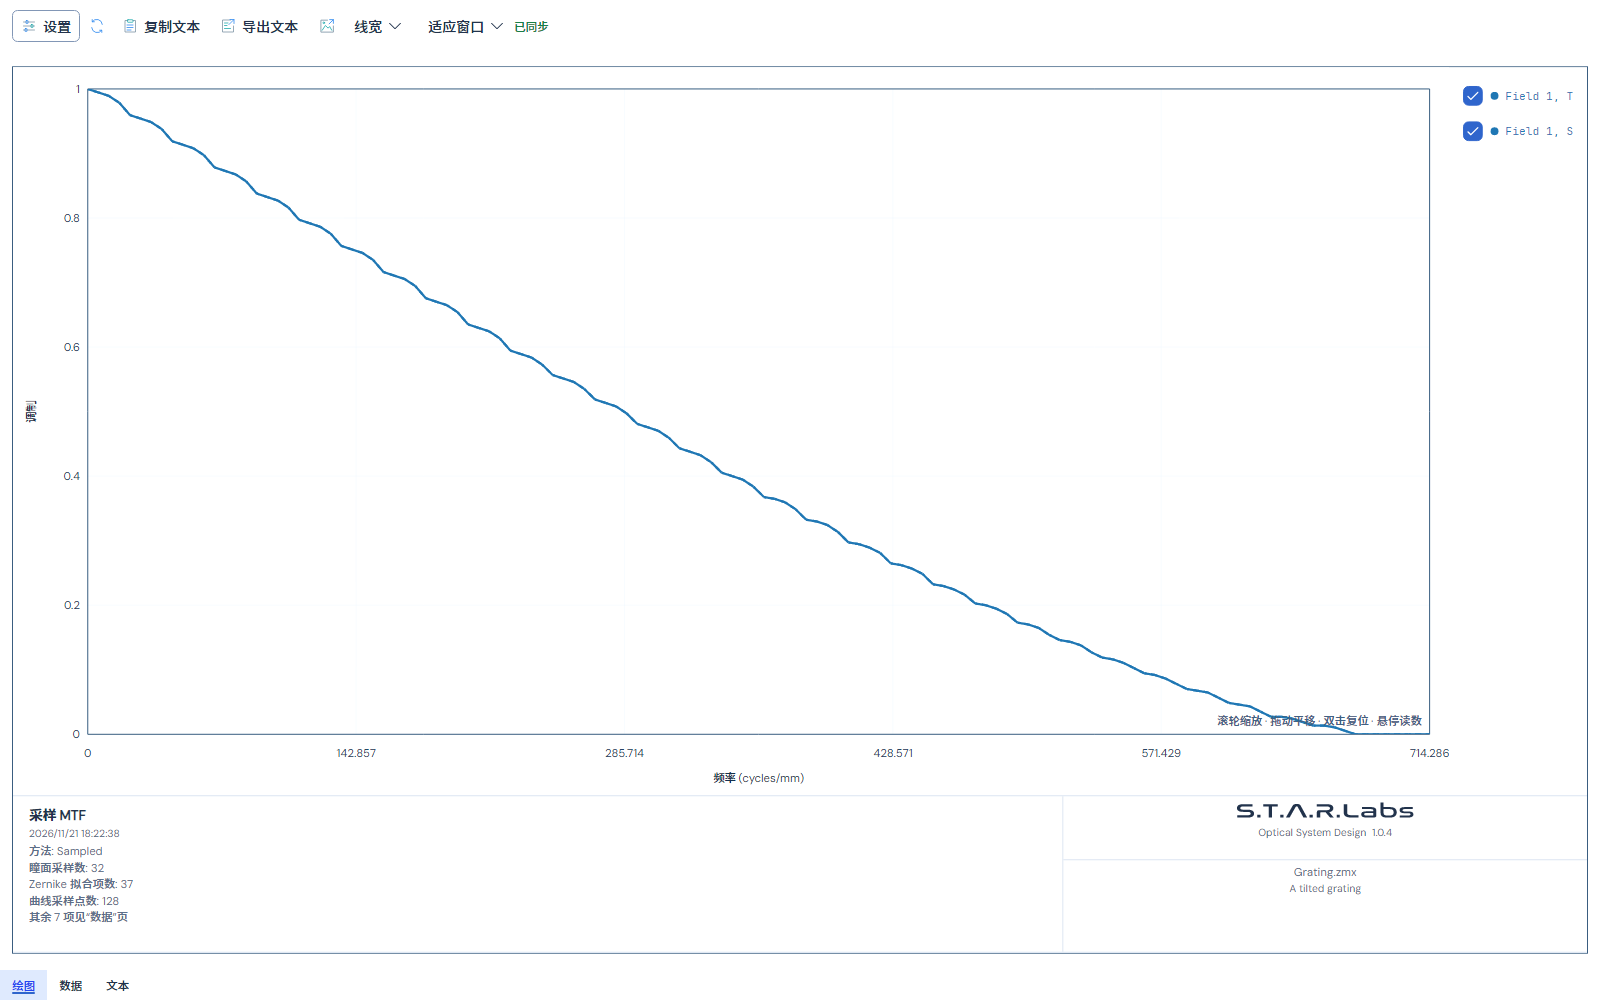 设置 复制文本 导出文本 线宽 适应窗口 已同步
Field 1, T
Field 1, S
1
0.8
0.6
0.4
0.2
0
调制
滚轮缩放 · 拖动平移 · 双击复位 · 悬停读数
0 142.857 285.714 428.571 571.429 714.286
频率 (cycles/mm)
采样 MTF
2026/11/21 18:22:38
方法: Sampled
瞳面采样数: 32
Zernike 拟合项数: 37
曲线采样点数: 128
其余 7 项见“数据”页
S.T.A.R.Labs
Optical System Design 1.0.4
Grating.zmx
A tilted grating
绘图 数据 文本